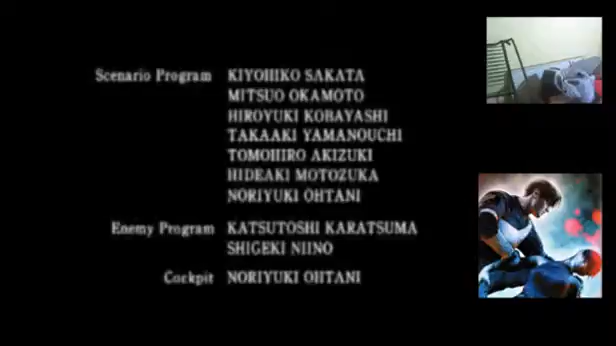 Scenario Program KIYOHIKO SAKATA
MITSUO OKAMOTO
HIROYUKI KOBAYASHI
TAKAAKI YAMANOUCHI
TOMOHIRO AKIZUKI
HIDEAKI MOTOZUKA
NORIYUKI OHTANI
Enemy Program KATSUTOSHI KARATSUMA
SHIGEKI NIINO
Cockpit NORIYUKI OHTANI